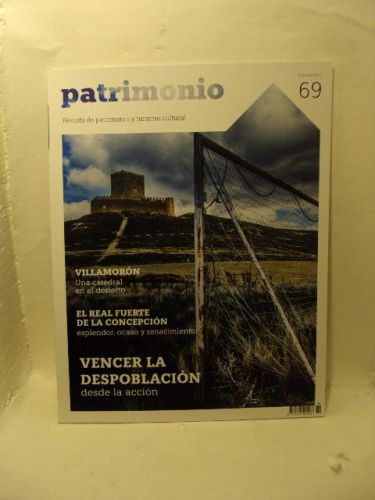 patrimonio
69
Revista de patrimonio y turismo cultural
VILLAMORÓN
Una catedral
en el desierto
EL REAL FUERTE
DE LA CONCEPCIÓN
esplendor, ocaso y renacimiento
VENCER LA
DESPOBLACIÓN
desde la acción